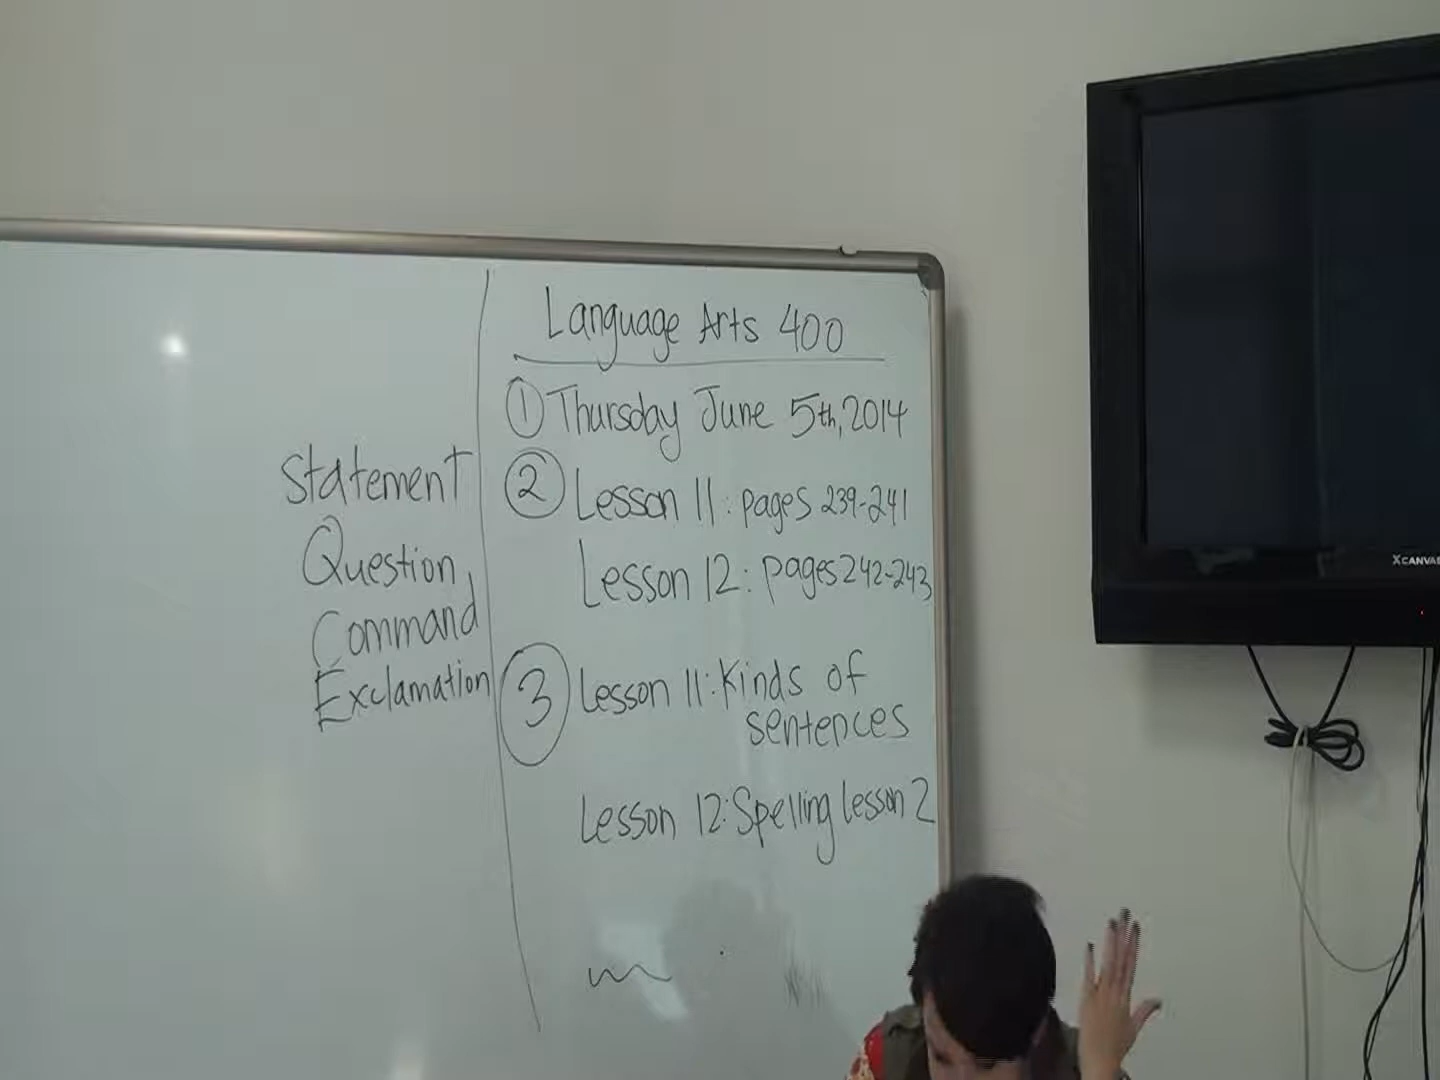 Language Arts 400
① Thursday June 5th, 2014
② Lesson 11: pages 239-241
Lesson 12: pages 242-243
③ Lesson 11: Kinds of
sentences
Lesson 12: Spelling Lesson 2
Statement
Question
Command
Exclamation